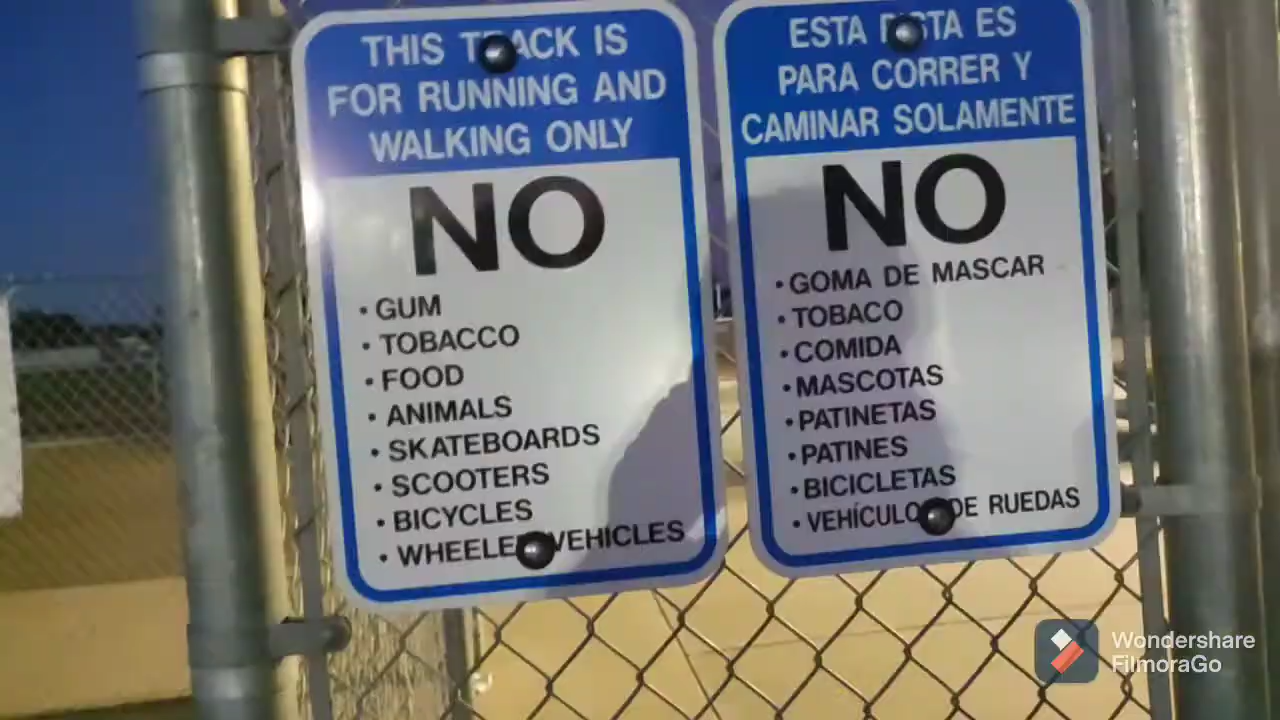 THIS TRACK IS
FOR RUNNING AND
WALKING ONLY
NO
• GUM
• TOBACCO
• FOOD
• ANIMALS
• SKATEBOARDS
• SCOOTERS
• BICYCLES
• WHEELED VEHICLES
ESTA PISTA ES
PARA CORRER Y
CAMINAR SOLAMENTE
NO
• GOMA DE MASCAR
• TOBACO
• COMIDA
• MASCOTAS
• PATINETAS
• PATINES
• BICICLETAS
• VEHÍCULOS DE RUEDAS
Wondershare
FilmoraGo